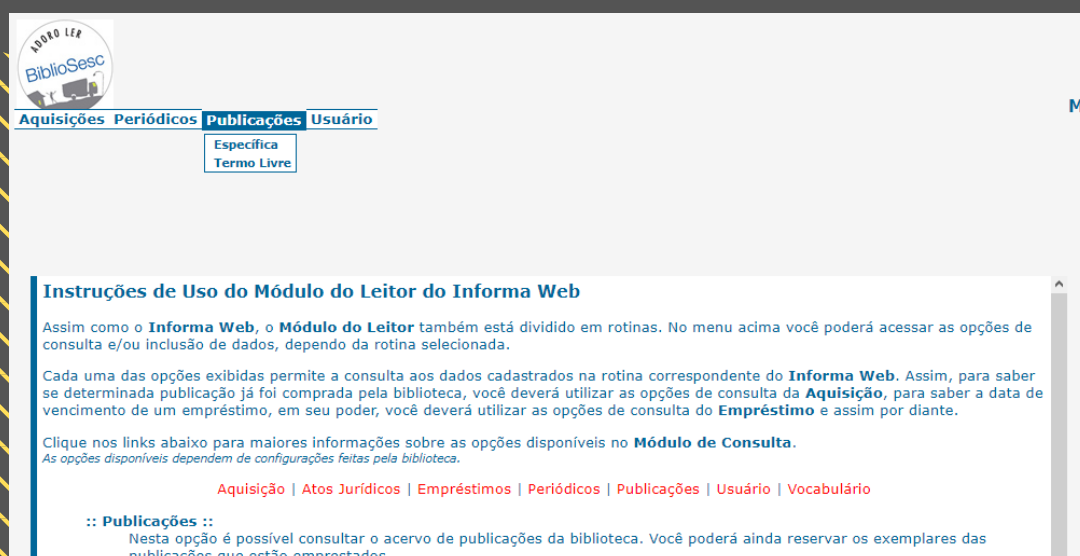 ADORO LER
BiblioSesc
M
Aquisições Periódicos Publicações Usuário
Específica
Termo Livre
Instruções de Uso do Módulo do Leitor do Informa Web
Assim como o Informa Web, o Módulo do Leitor também está dividido em rotinas. No menu acima você poderá acessar as opções de
consulta e/ou inclusão de dados, dependo da rotina selecionada.
Cada uma das opções exibidas permite a consulta aos dados cadastrados na rotina correspondente do Informa Web. Assim, para saber
se determinada publicação já foi comprada pela biblioteca, você deverá utilizar as opções de consulta da Aquisição, para saber a data de
vencimento de um empréstimo, em seu poder, você deverá utilizar as opções de consulta do Empréstimo e assim por diante.
Clique nos links abaixo para maiores informações sobre as opções disponíveis no Módulo de Consulta.
As opções disponíveis dependem de configurações feitas pela biblioteca.
Aquisição | Atos Jurídicos | Empréstimos | Periódicos | Publicações | Usuário | Vocabulário
:: Publicações ::
Nesta opção é possível consultar o acervo de publicações da biblioteca. Você poderá ainda reservar os exemplares das
publicações que estão emprestados